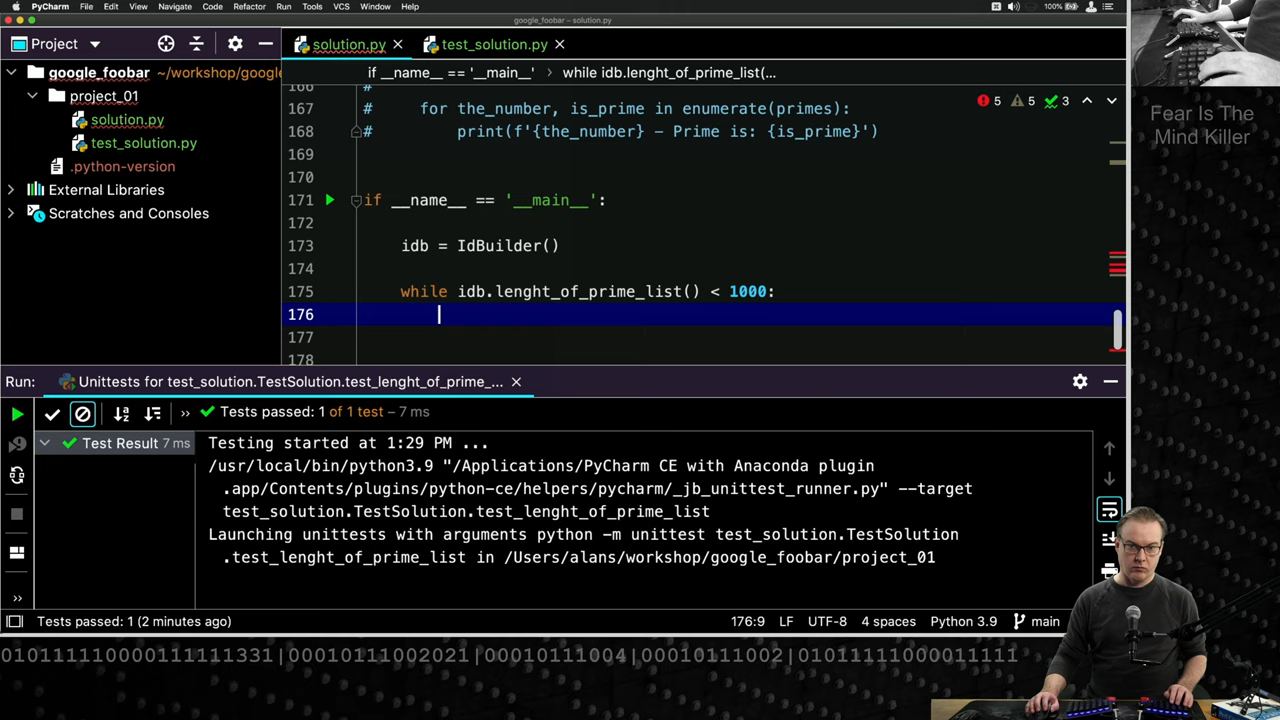 PyCharm File Edit View Navigate Code Refactor Run Tools VCS Window Help 100%
google_foobar – solution.py
Project
solution.py
test_solution.py
google_foobar ~/workshop/google
project_01
solution.py
test_solution.py
.python-version
External Libraries
Scratches and Consoles
if __name__ == '__main__' while idb.lenght_of_prime_list(...
5 5 3
166 #
167 # for the_number, is_prime in enumerate(primes):
168 # print(f'{the_number} – Prime is: {is_prime}')
169
170
171 if __name__ == '__main__':
172
173 idb = IdBuilder()
174
175 while idb.lenght_of_prime_list() < 1000:
176
177
178
Fear Is The
Mind Killer
Run: Unittests for test_solution.TestSolution.test_lenght_of_prime_...
Tests passed: 1 of 1 test – 7 ms
Test Result 7 ms
Testing started at 1:29 PM ...
/usr/local/bin/python3.9 "/Applications/PyCharm CE with Anaconda plugin
.app/Contents/plugins/python-ce/helpers/pycharm/_jb_unittest_runner.py" --target
test_solution.TestSolution.test_lenght_of_prime_list
Launching unittests with arguments python -m unittest test_solution.TestSolution
.test_lenght_of_prime_list in /Users/alans/workshop/google_foobar/project_01
Tests passed: 1 (2 minutes ago) 176:9 LF UTF-8 4 spaces Python 3.9 main
01011111000011111331|00010111002021|00010111004|00010111002|010111110000011111